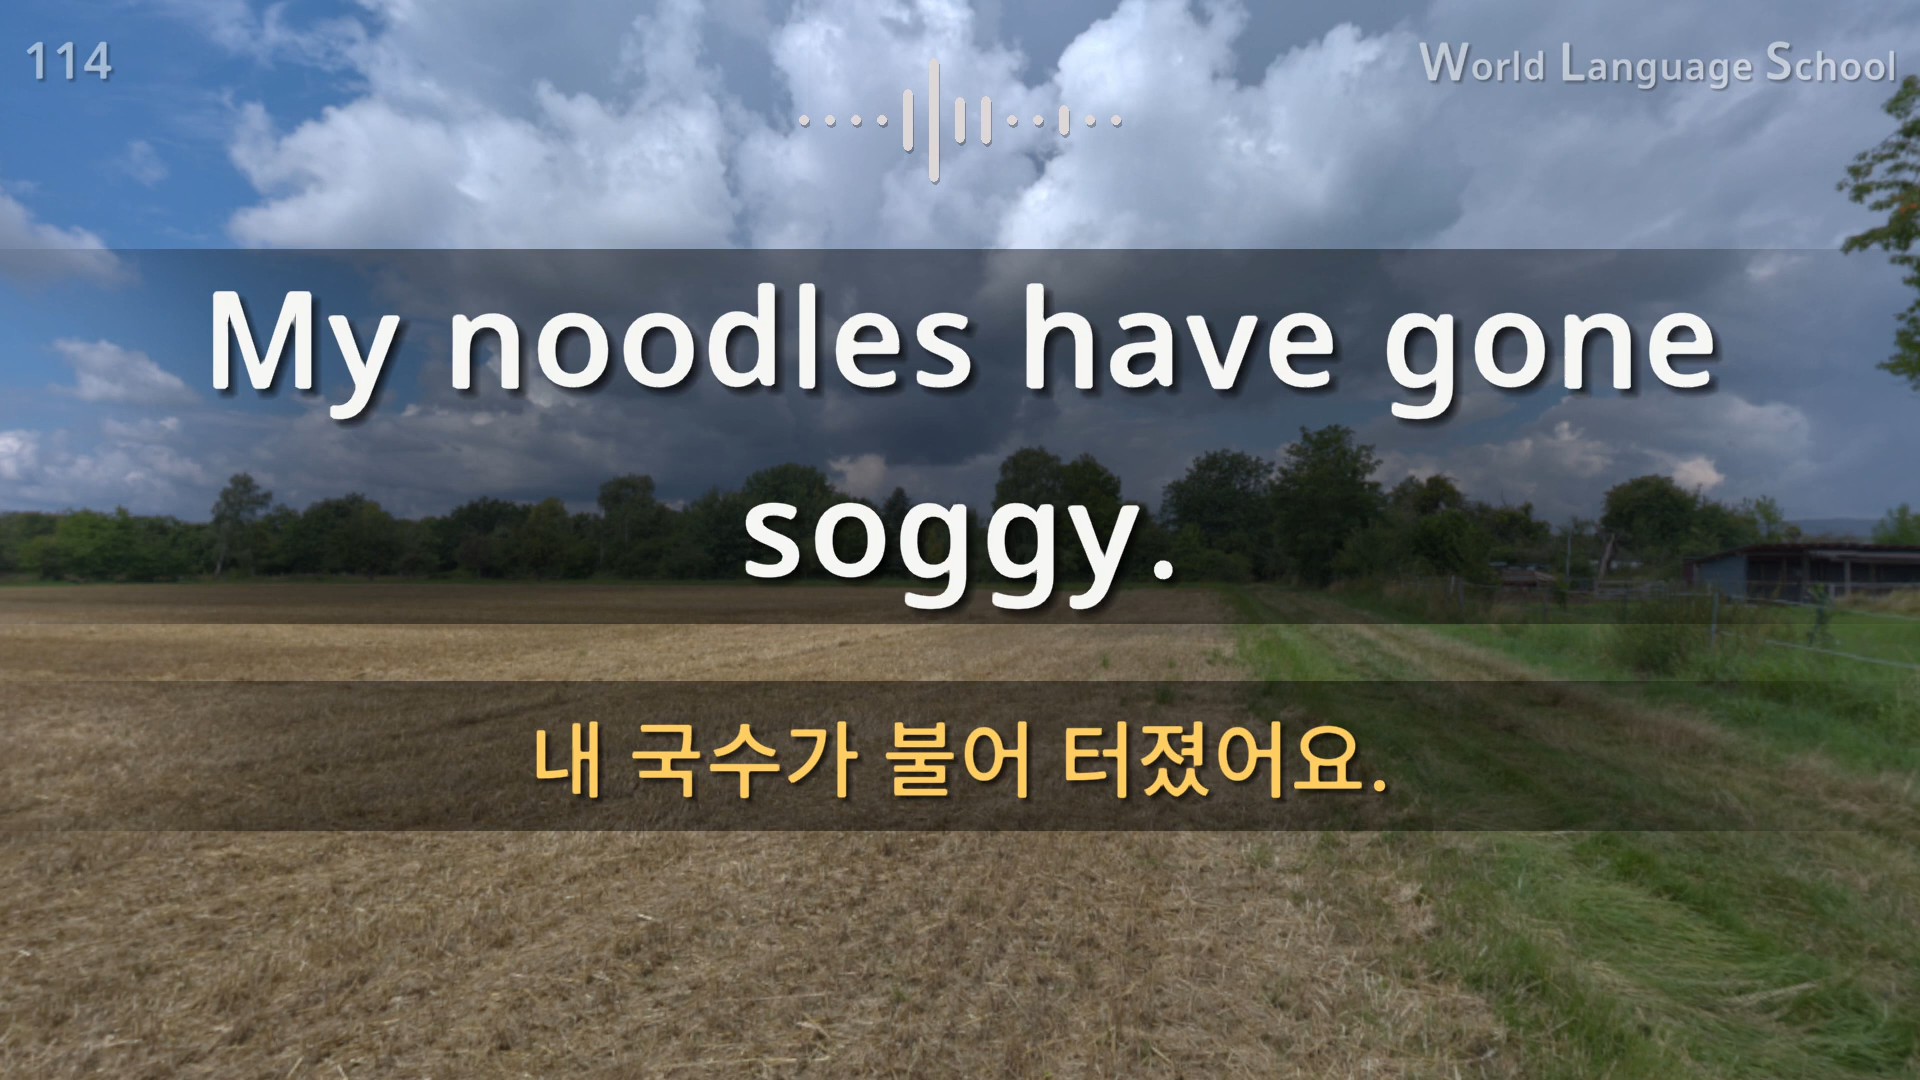 114
World Language School
My noodles have gone
soggy.
내 국수가 불어 터졌어요.